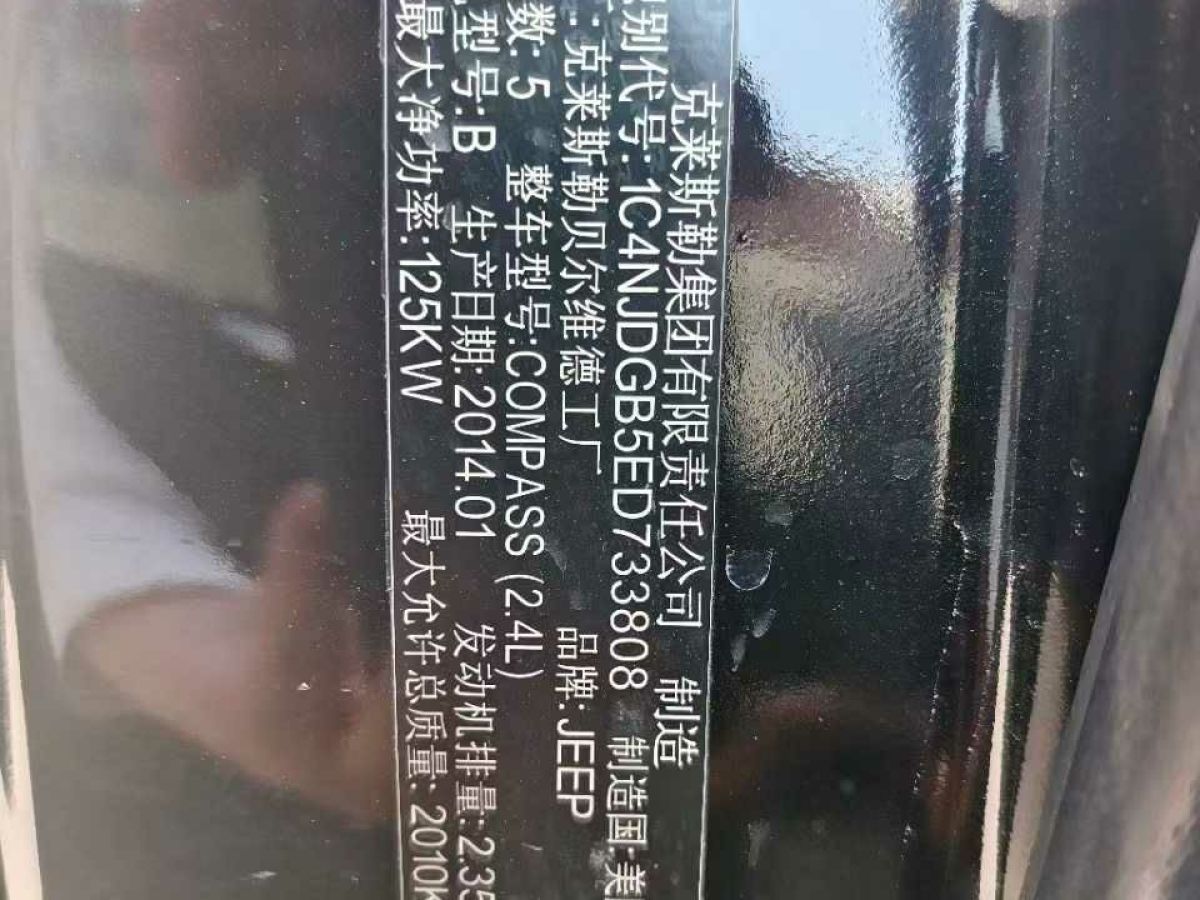 克莱斯勒集团有限责任公司 制造
别代号:1C4NJDGB5ED733808 制造国:美
: 克莱斯勒贝尔维德工厂 品牌:JEEP
数:5 整车型号:COMPASS (2.4L)
型号:B 生产日期:2014.01 发动机排量:2.35
最大净功率:125KW 最大允许总质量:2010K